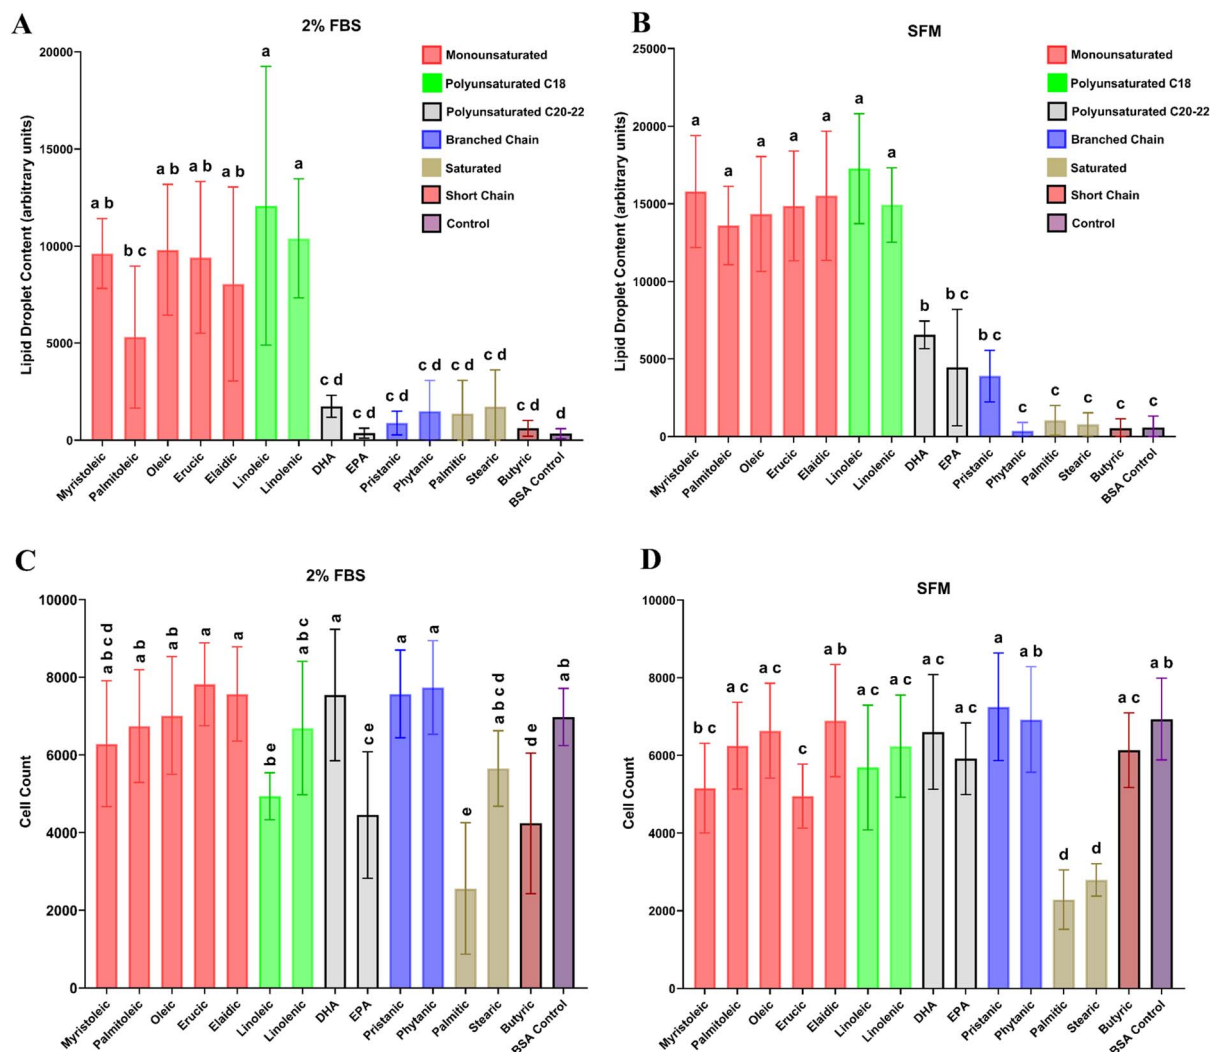 A
2% FBS
Lipid Droplet Content (arbitrary units)
20000
15000
10000
5000
0
a b
b c
a b
a b
a b
a
a
c d
c d
c d
c d
c d
c d
c d
d
Monounsaturated
Polyunsaturated C18
Polyunsaturated C20-22
Branched Chain
Saturated
Short Chain
Control
Myristoleic
Palmitoleic
Oleic
Erucic
Elaidic
Linoleic
Linolenic
DHA
EPA
Pristanic
Phytanic
Palmitic
Stearic
Butyric
BSA Control
B
SFM
Lipid Droplet Content (arbitrary units)
25000
20000
15000
10000
5000
0
a
a
a
a
a
a
a
b
b c
b c
c
c
c
c
c
Monounsaturated
Polyunsaturated C18
Polyunsaturated C20-22
Branched Chain
Saturated
Short Chain
Control
Myristoleic
Palmitoleic
Oleic
Erucic
Elaidic
Linoleic
Linolenic
DHA
EPA
Pristanic
Phytanic
Palmitic
Stearic
Butyric
BSA Control
C
2% FBS
Cell Count
10000
8000
6000
4000
2000
0
a b c d
a b
a b
a
a
b e
a b c
a
c e
a
a
e
a b c d
d e
a b
Myristoleic
Palmitoleic
Oleic
Erucic
Elaidic
Linoleic
Linolenic
DHA
EPA
Pristanic
Phytanic
Palmitic
Stearic
Butyric
BSA Control
D
SFM
Cell Count
10000
8000
6000
4000
2000
0
b c
a c
a c
c
a b
a c
a c
a c
a c
a
a b
d
d
a c
a b
Myristoleic
Palmitoleic
Oleic
Erucic
Elaidic
Linoleic
Linolenic
DHA
EPA
Pristanic
Phytanic
Palmitic
Stearic
Butyric
BSA Control